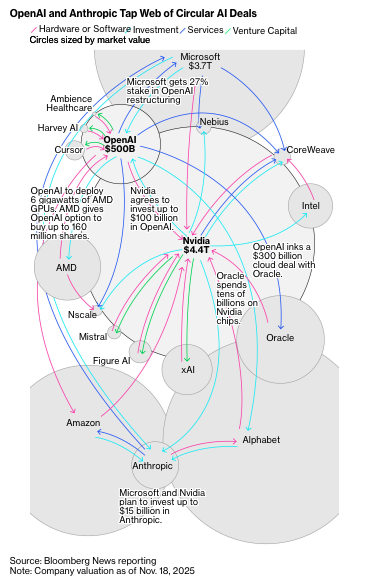 OpenAI and Anthropic Tap Web of Circular AI Deals
Hardware or Software Investment Services Venture Capital
Circles sized by market value
Microsoft
$3.7T
Microsoft gets 27%
stake in OpenAI
restructuring
Ambience
Healthcare
Nebius
Harvey AI
OpenAI
$500B
Cursor
CoreWeave
OpenAI to deploy
6 gigawatts of AMD
GPUs. AMD gives
OpenAI option to
buy up to 160
million shares.
Nvidia
agrees to
invest up to
$100 billion
in OpenAI.
Intel
Nvidia
$4.4T
OpenAI inks a
$300 billion
cloud deal with
Oracle.
AMD
Oracle
spends
tens of
billions on
Nvidia
chips.
Nscale
Mistral
Oracle
Figure AI
xAI
Amazon
Alphabet
Anthropic
Microsoft and Nvidia
plan to invest up to
$15 billion in
Anthropic.
Source: Bloomberg News reporting
Note: Company valuation as of Nov. 18, 2025